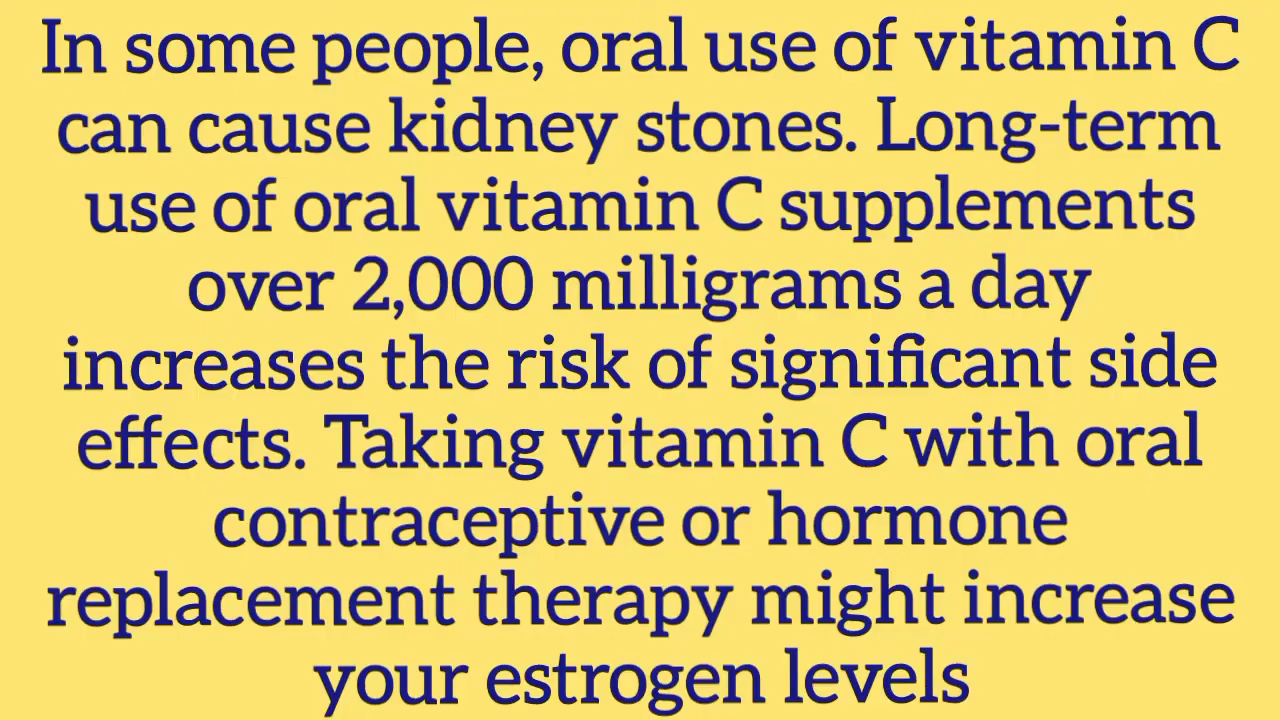 In some people, oral use of vitamin C
can cause kidney stones. Long-term
use of oral vitamin C supplements
over 2,000 milligrams a day
increases the risk of significant side
effects. Taking vitamin C with oral
contraceptive or hormone
replacement therapy might increase
your estrogen levels